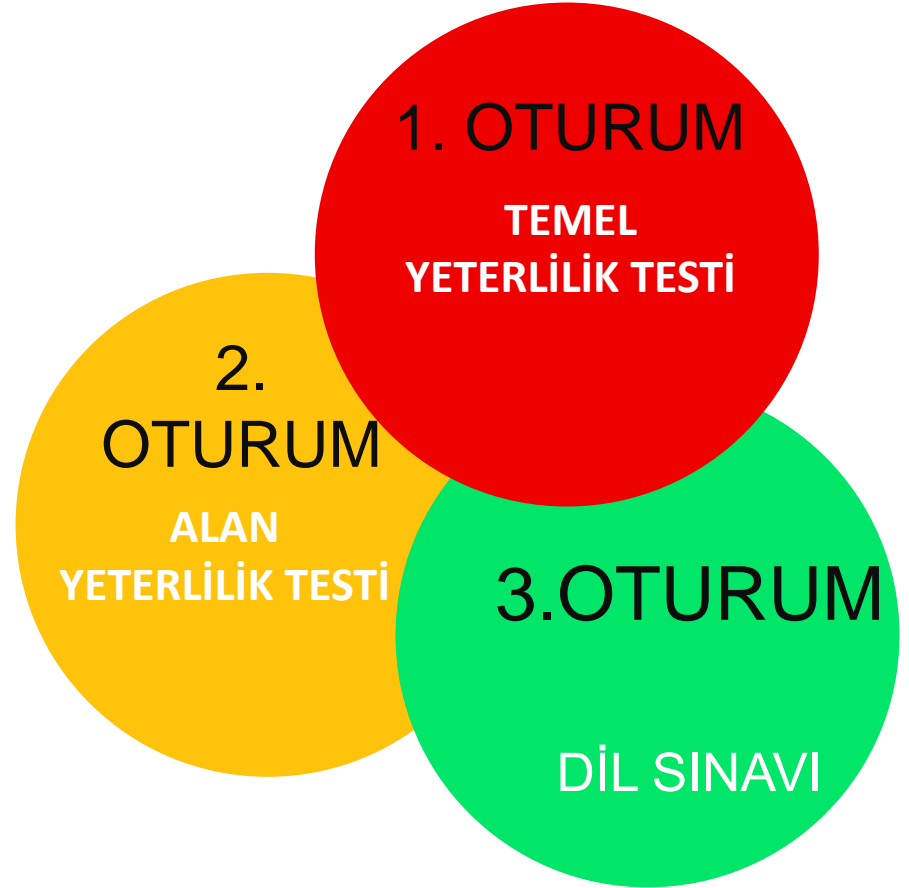 1. OTURUM
TEMEL
YETERLİLİK TESTİ
2.
OTURUM
ALAN
YETERLİLİK TESTİ
3.OTURUM
DİL SINAVI